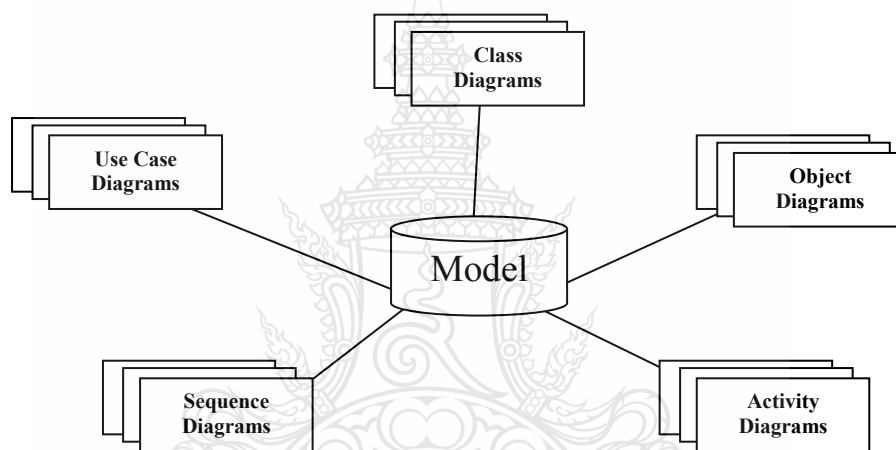 Class
Diagrams
Use Case
Diagrams
Object
Diagrams
Model
Sequence
Diagrams
Activity
Diagrams